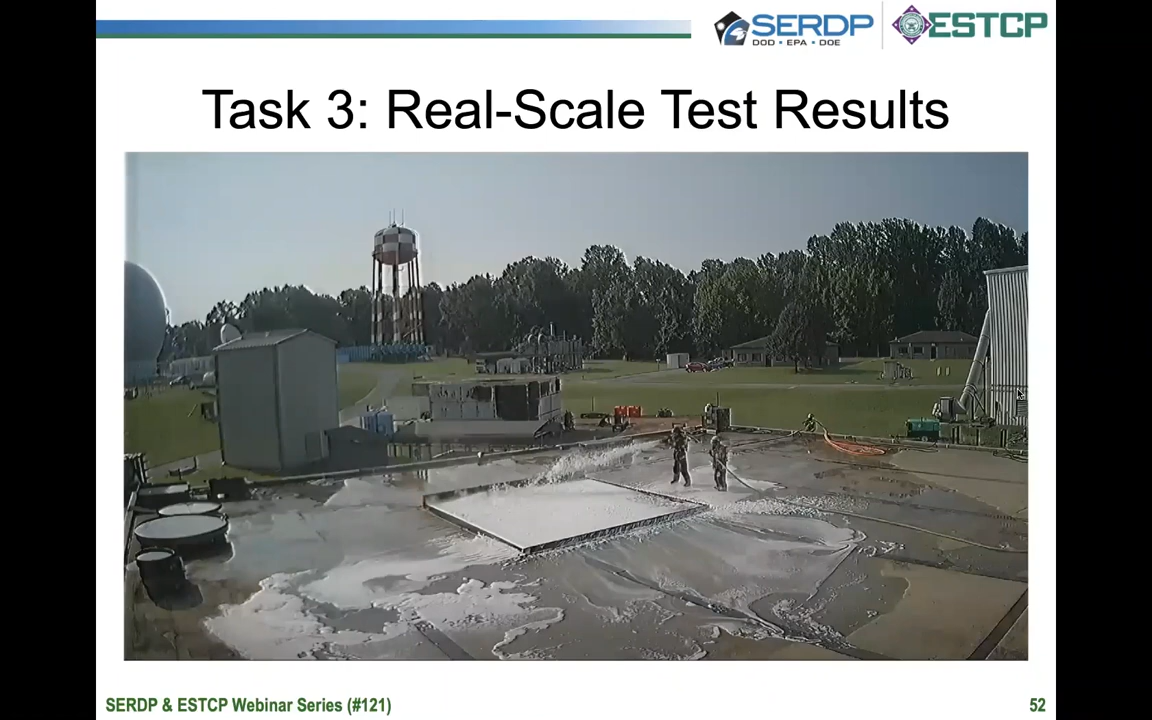 SERDP
DOD • EPA • DOE
ESTCP
Task 3: Real-Scale Test Results
SERDP & ESTCP Webinar Series (#121)
52